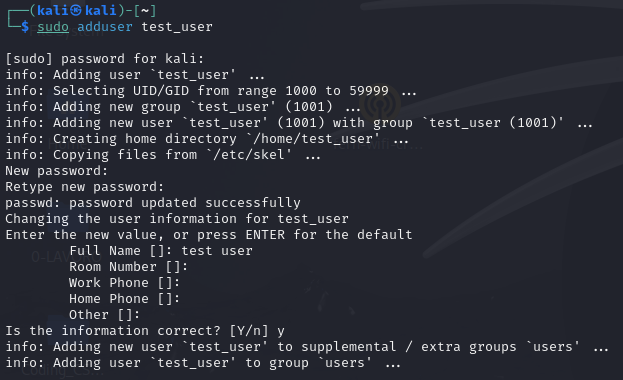 ┌──(kali㉿kali)-[~]
└─$ sudo adduser test_user
[sudo] password for kali:
info: Adding user `test_user' ...
info: Selecting UID/GID from range 1000 to 59999 ...
info: Adding new group `test_user' (1001) ...
info: Adding new user `test_user' (1001) with group `test_user (1001)' ...
info: Creating home directory `/home/test_user' ...
info: Copying files from `/etc/skel' ...
New password:
Retype new password:
passwd: password updated successfully
Changing the user information for test_user
Enter the new value, or press ENTER for the default
Full Name []: test user
Room Number []:
Work Phone []:
Home Phone []:
Other []:
Is the information correct? [Y/n] y
info: Adding new user `test_user' to supplemental / extra groups `users' ...
info: Adding user `test_user' to group `users' ...